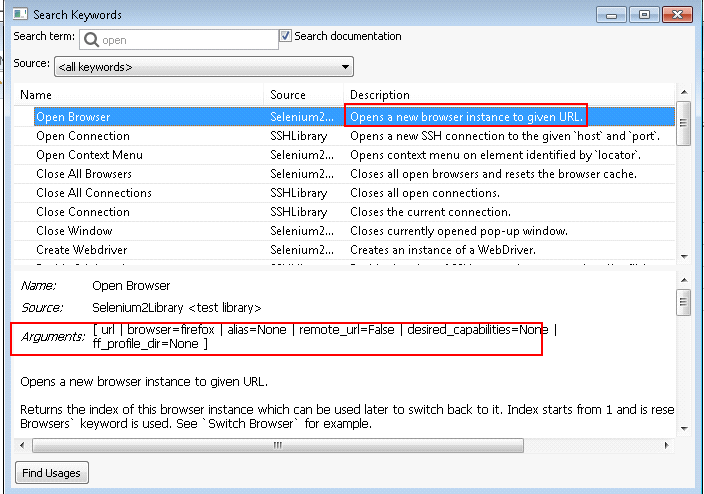 Search Keywords
Search term: open Search documentation
Source: <all keywords>
Name Source Description
Open Browser Selenium2... Opens a new browser instance to given URL.
Open Connection SSHLibrary Opens a new SSH connection to the given `host` and `port`.
Open Context Menu Selenium2... Opens context menu on element identified by `locator`.
Close All Browsers Selenium2... Closes all open browsers and resets the browser cache.
Close All Connections SSHLibrary Closes all open connections.
Close Connection SSHLibrary Closes the current connection.
Close Window Selenium2... Closes currently opened pop-up window.
Create Webdriver Selenium2... Creates an instance of a WebDriver.
Name: Open Browser
Source: Selenium2Library <test library>
Arguments: [ url | browser=firefox | alias=None | remote_url=False | desired_capabilities=None |
ff_profile_dir=None ]
Opens a new browser instance to given URL.
Returns the index of this browser instance which can be used later to switch back to it. Index starts from 1 and is rese
Browsers` keyword is used. See `Switch Browser` for example.
Find Usages